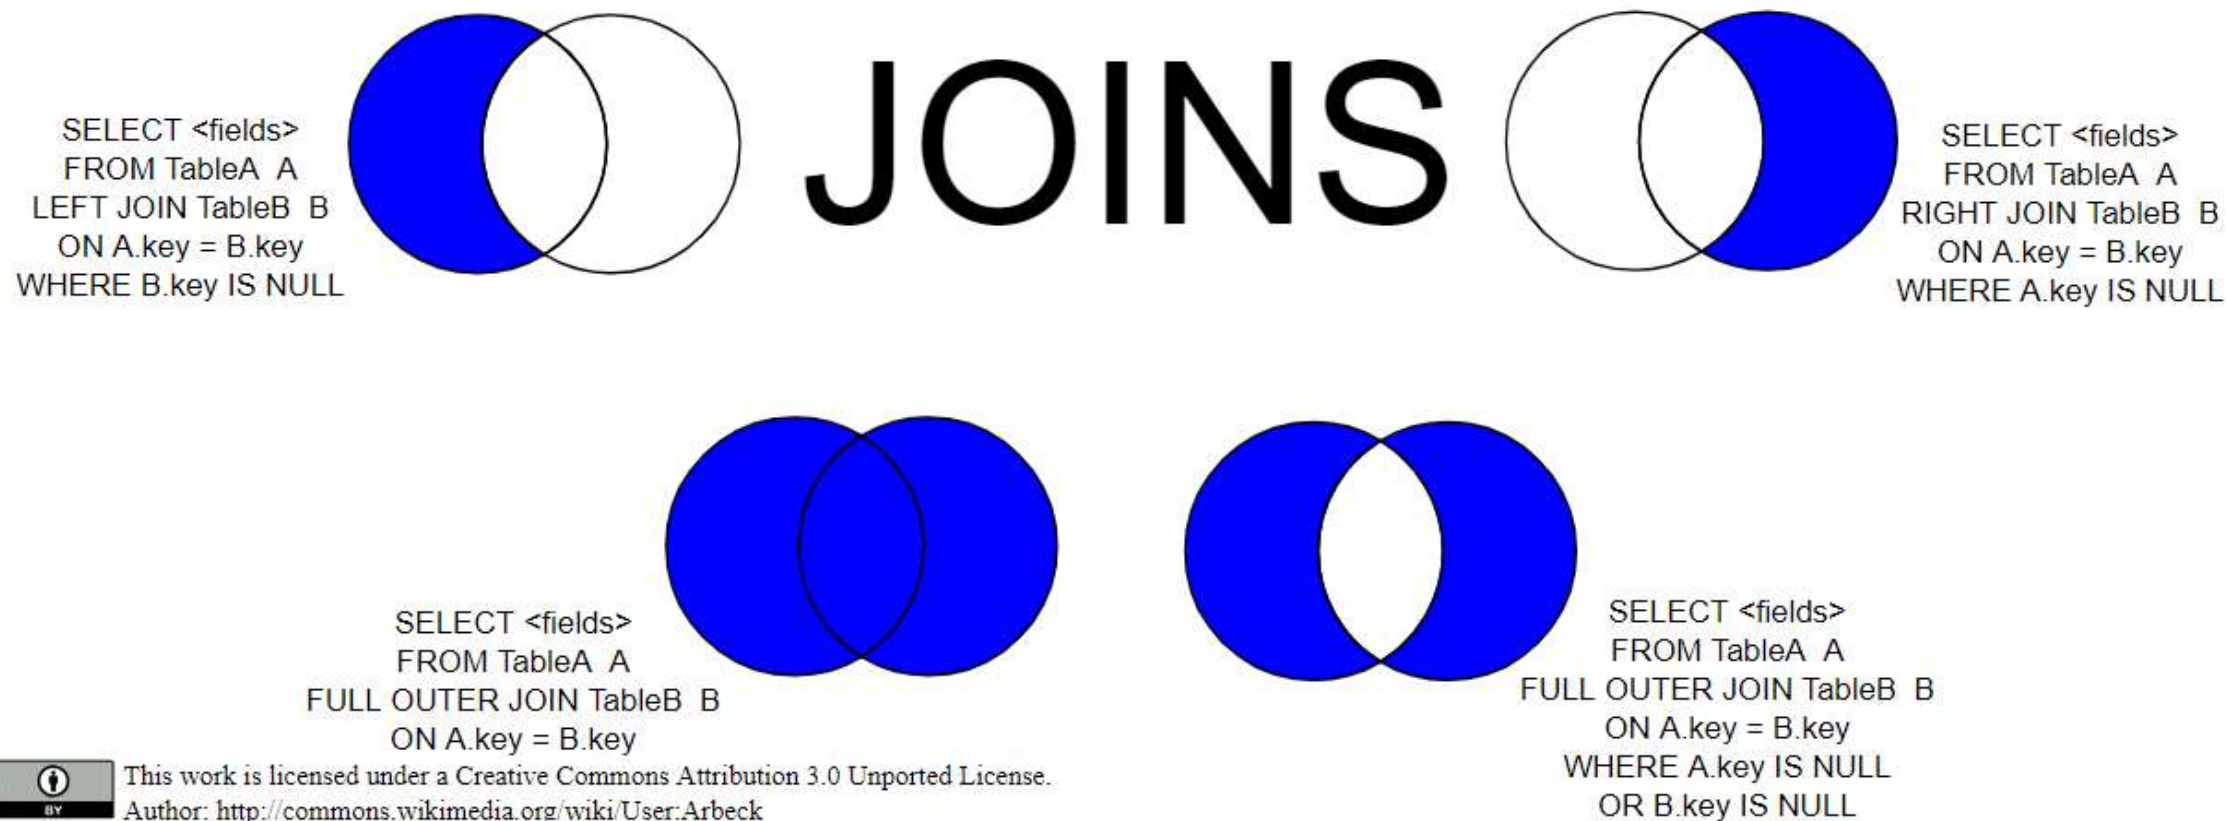 JOINS
SELECT <fields>
FROM TableA A
LEFT JOIN TableB B
ON A.key = B.key
WHERE B.key IS NULL
SELECT <fields>
FROM TableA A
RIGHT JOIN TableB B
ON A.key = B.key
WHERE A.key IS NULL
SELECT <fields>
FROM TableA A
FULL OUTER JOIN TableB B
ON A.key = B.key
SELECT <fields>
FROM TableA A
FULL OUTER JOIN TableB B
ON A.key = B.key
WHERE A.key IS NULL
OR B.key IS NULL
BY
This work is licensed under a Creative Commons Attribution 3.0 Unported License.
Author: http://commons.wikimedia.org/wiki/User:Arbeck